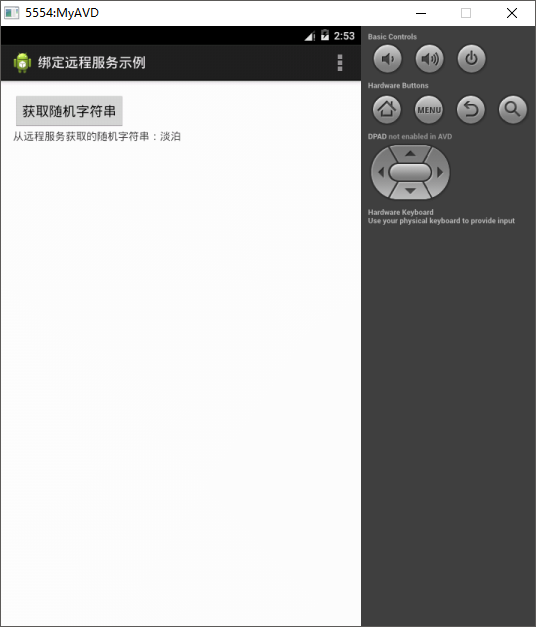 5554:MyAVD
2:53
绑定远程服务示例
获取随机字符串
从远程服务获取的随机字符串：淡泊
Basic Controls
Hardware Buttons
MENU
DPAD not enabled in AVD
Hardware Keyboard
Use your physical keyboard to provide input